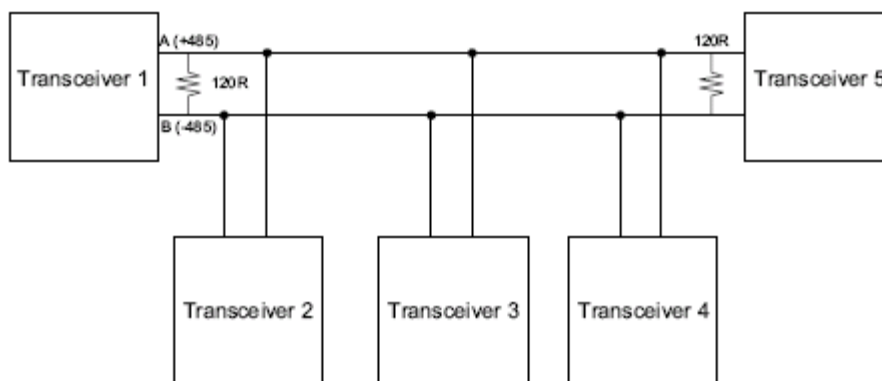 A (+485)
120R
Transceiver 1
120R
Transceiver 5
B (-485)
Transceiver 2
Transceiver 3
Transceiver 4